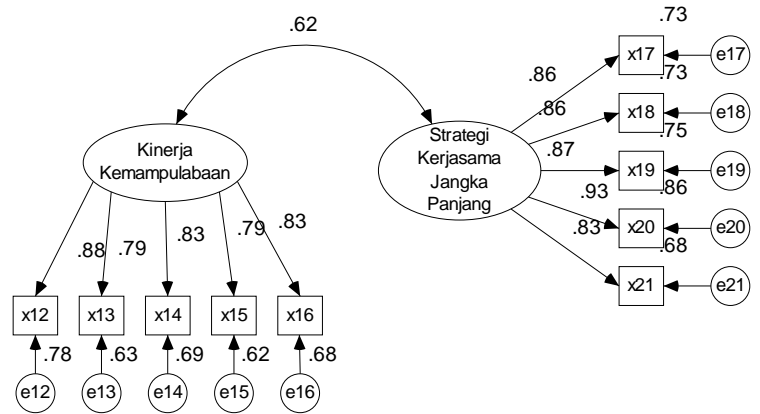 .62
.73
x17
e17
.86
.73
x18
e18
.86
.75
x19
e19
.87
.86
x20
e20
.93
.68
x21
e21
.83
Strategi
Kerjasama
Jangka
Panjang
Kinerja
Kemampulabaan
.88
.79
.83
.79
.83
x12
x13
x14
x15
x16
.78
.63
.69
.62
.68
e12
e13
e14
e15
e16